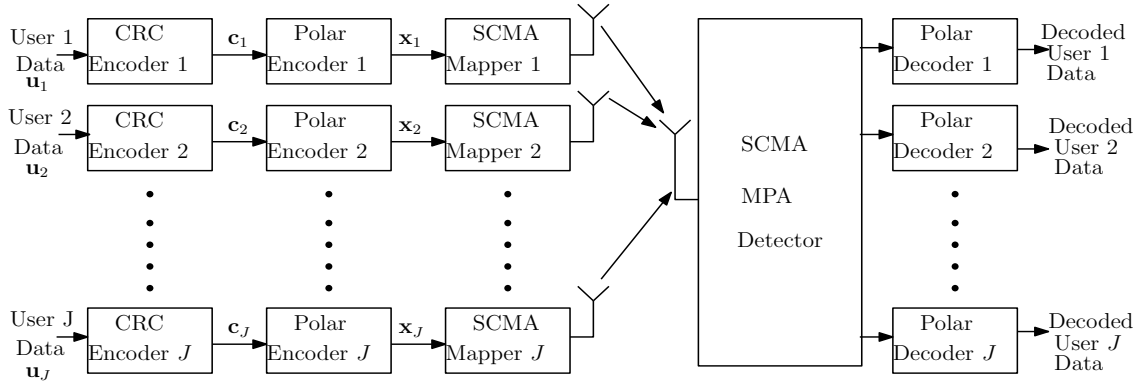 User 1
Data
𝐮₁
CRC
Encoder 1
𝐜₁
Polar
Encoder 1
𝐱₁
SCMA
Mapper 1
User 2
Data
𝐮₂
CRC
Encoder 2
𝐜₂
Polar
Encoder 2
𝐱₂
SCMA
Mapper 2
User J
Data
𝐮_J
CRC
Encoder J
𝐜_J
Polar
Encoder J
𝐱_J
SCMA
Mapper J
SCMA
MPA
Detector
Polar
Decoder 1
Decoded
User 1
Data
Polar
Decoder 2
Decoded
User 2
Data
Polar
Decoder J
Decoded
User J
Data